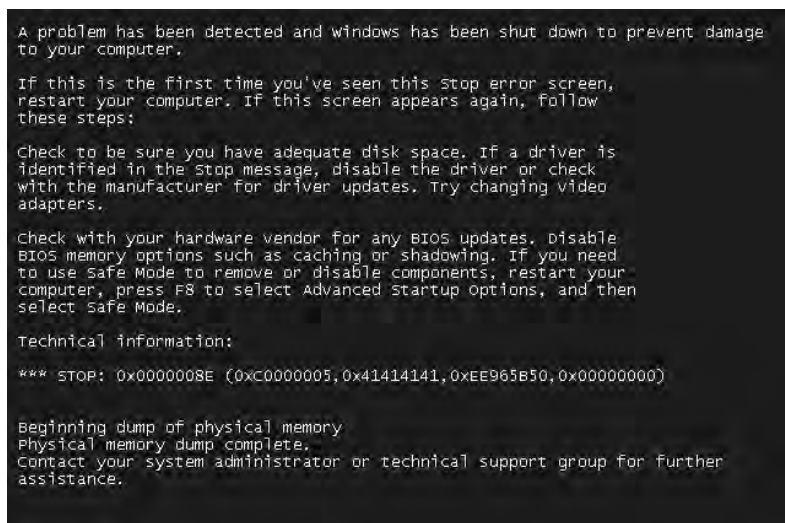 A problem has been detected and Windows has been shut down to prevent damage
to your computer.
If this is the first time you've seen this Stop error screen,
restart your computer. If this screen appears again, follow
these steps:
Check to be sure you have adequate disk space. If a driver is
identified in the Stop message, disable the driver or check
with the manufacturer for driver updates. Try changing video
adapters.
Check with your hardware vendor for any BIOS updates. Disable
BIOS memory options such as caching or shadowing. If you need
to use Safe Mode to remove or disable components, restart your
computer, press F8 to select Advanced Startup Options, and then
select Safe Mode.
Technical information:
*** STOP: 0x0000008E (0xC0000005,0x41414141,0xEE965B50,0x00000000)
Beginning dump of physical memory
Physical memory dump complete.
Contact your system administrator or technical support group for further
assistance.